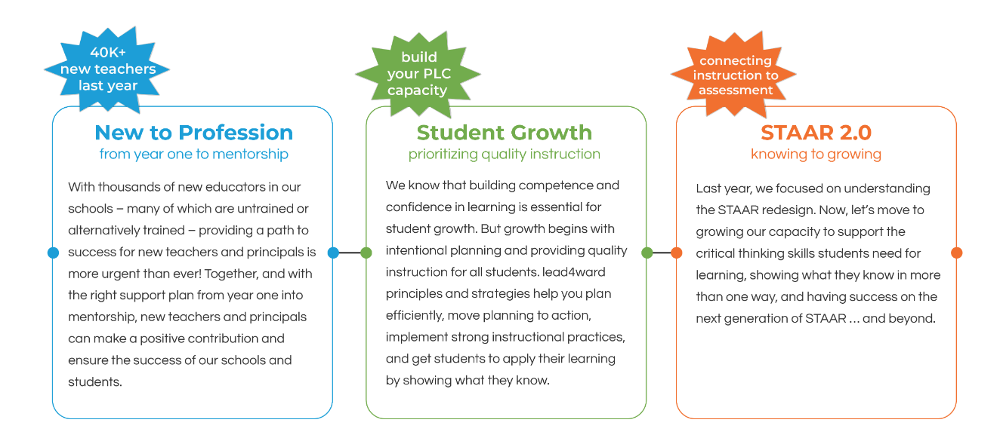 40K+
new teachers
last year
New to Profession
from year one to mentorship
With thousands of new educators in our
schools – many of which are untrained or
alternatively trained – providing a path to
success for new teachers and principals is
more urgent than ever! Together, and with
the right support plan from year one into
mentorship, new teachers and principals
can make a positive contribution and
ensure the success of our schools and
students.
build
your PLC
capacity
Student Growth
prioritizing quality instruction
We know that building competence and
confidence in learning is essential for
student growth. But growth begins with
intentional planning and providing quality
instruction for all students. lead4ward
principles and strategies help you plan
efficiently, move planning to action,
implement strong instructional practices,
and get students to apply their learning
by showing what they know.
connecting
instruction to
assessment
STAAR 2.0
knowing to growing
Last year, we focused on understanding
the STAAR redesign. Now, let's move to
growing our capacity to support the
critical thinking skills students need for
learning, showing what they know in more
than one way, and having success on the
next generation of STAAR ... and beyond.